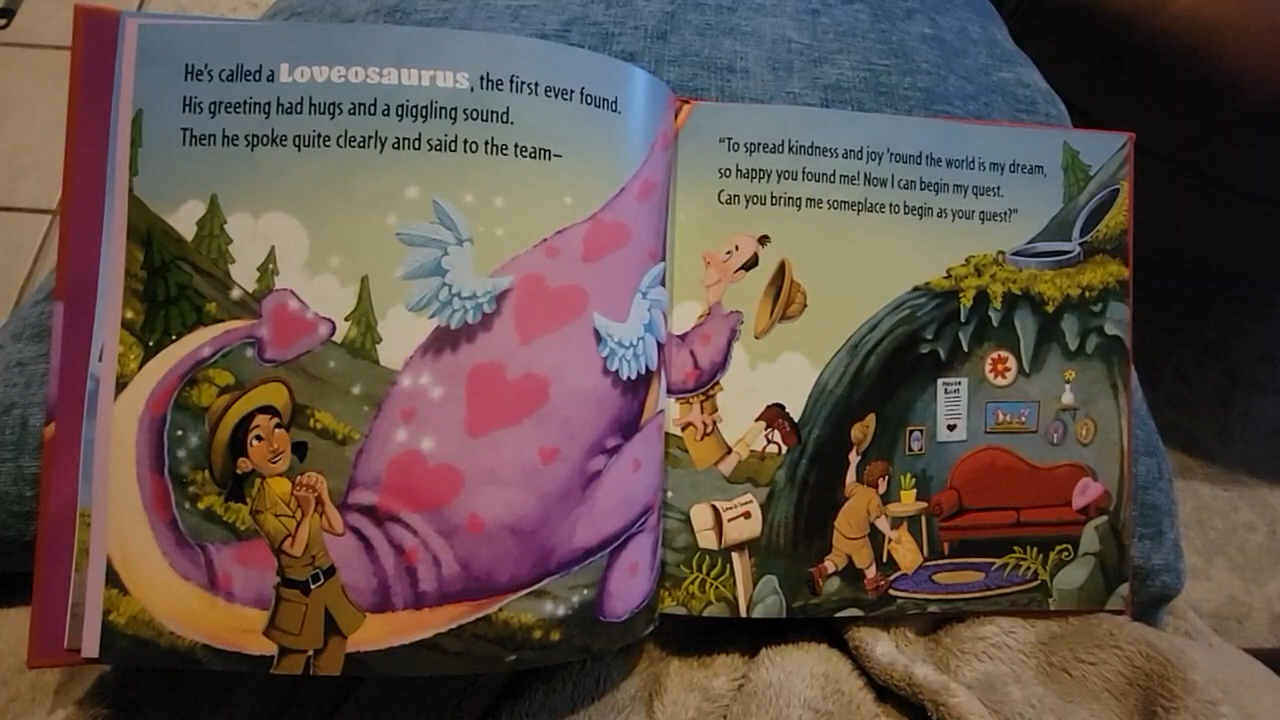 He's called a Loveosaurus, the first ever found.
His greeting had hugs and a giggling sound.
Then he spoke quite clearly and said to the team–
“To spread kindness and joy 'round the world is my dream,
so happy you found me! Now I can begin my quest.
Can you bring me someplace to begin as your guest?”
HOUSE
RULES